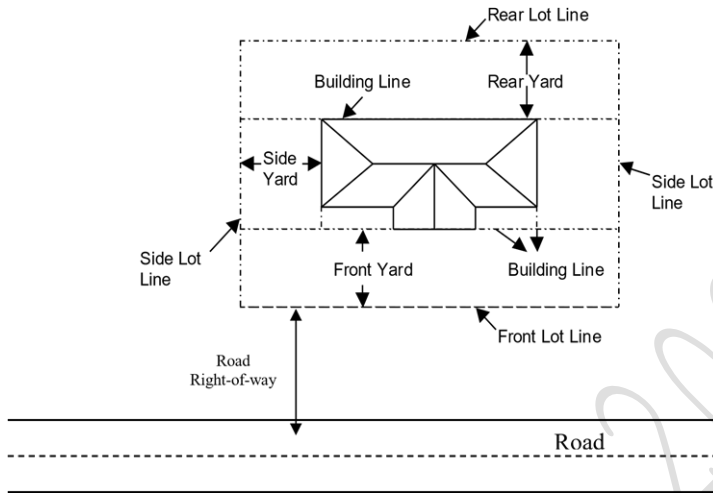 Rear Lot Line
Building Line
Rear Yard
Side
Yard
Side Lot
Line
Side Lot
Line
Front Yard
Building Line
Front Lot Line
Road
Right-of-way
Road